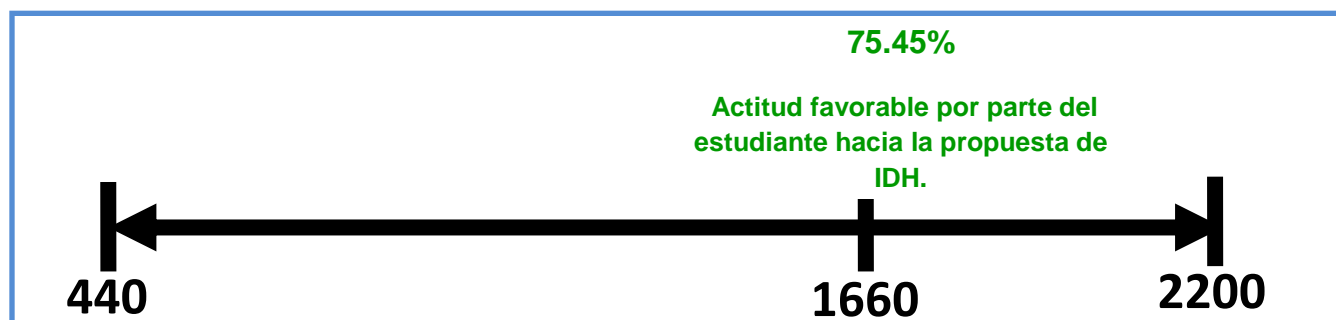 75.45%
Actitud favorable por parte del
estudiante hacia la propuesta de
IDH.
440
1660
2200